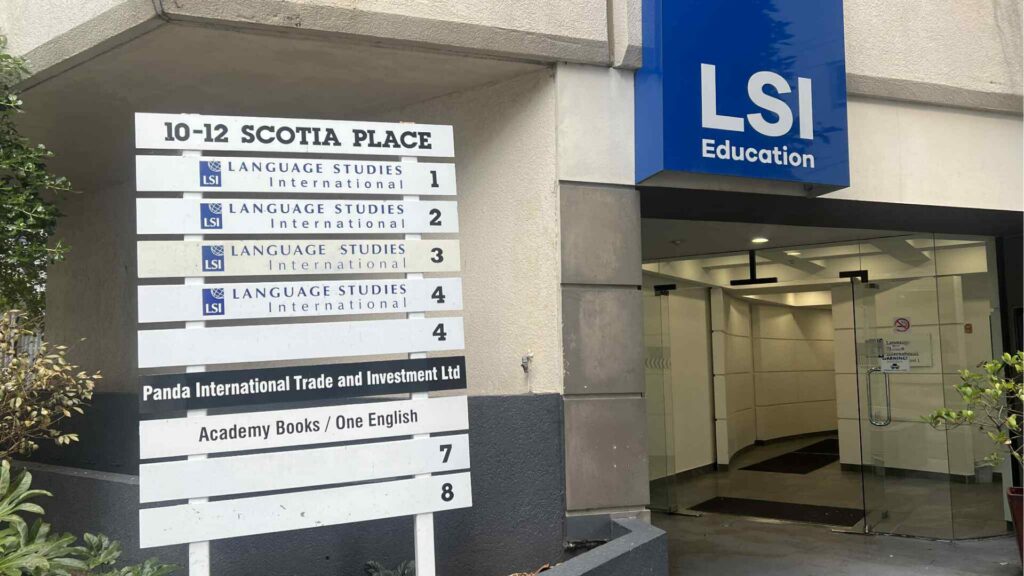 10-12 SCOTIA PLACE
LSI LANGUAGE STUDIES
International 1
LSI LANGUAGE STUDIES
International 2
LSI LANGUAGE STUDIES
International 3
LSI LANGUAGE STUDIES
International 4
4
Panda International Trade and Investment Ltd
Academy Books / One English
7
8
LSI
Education